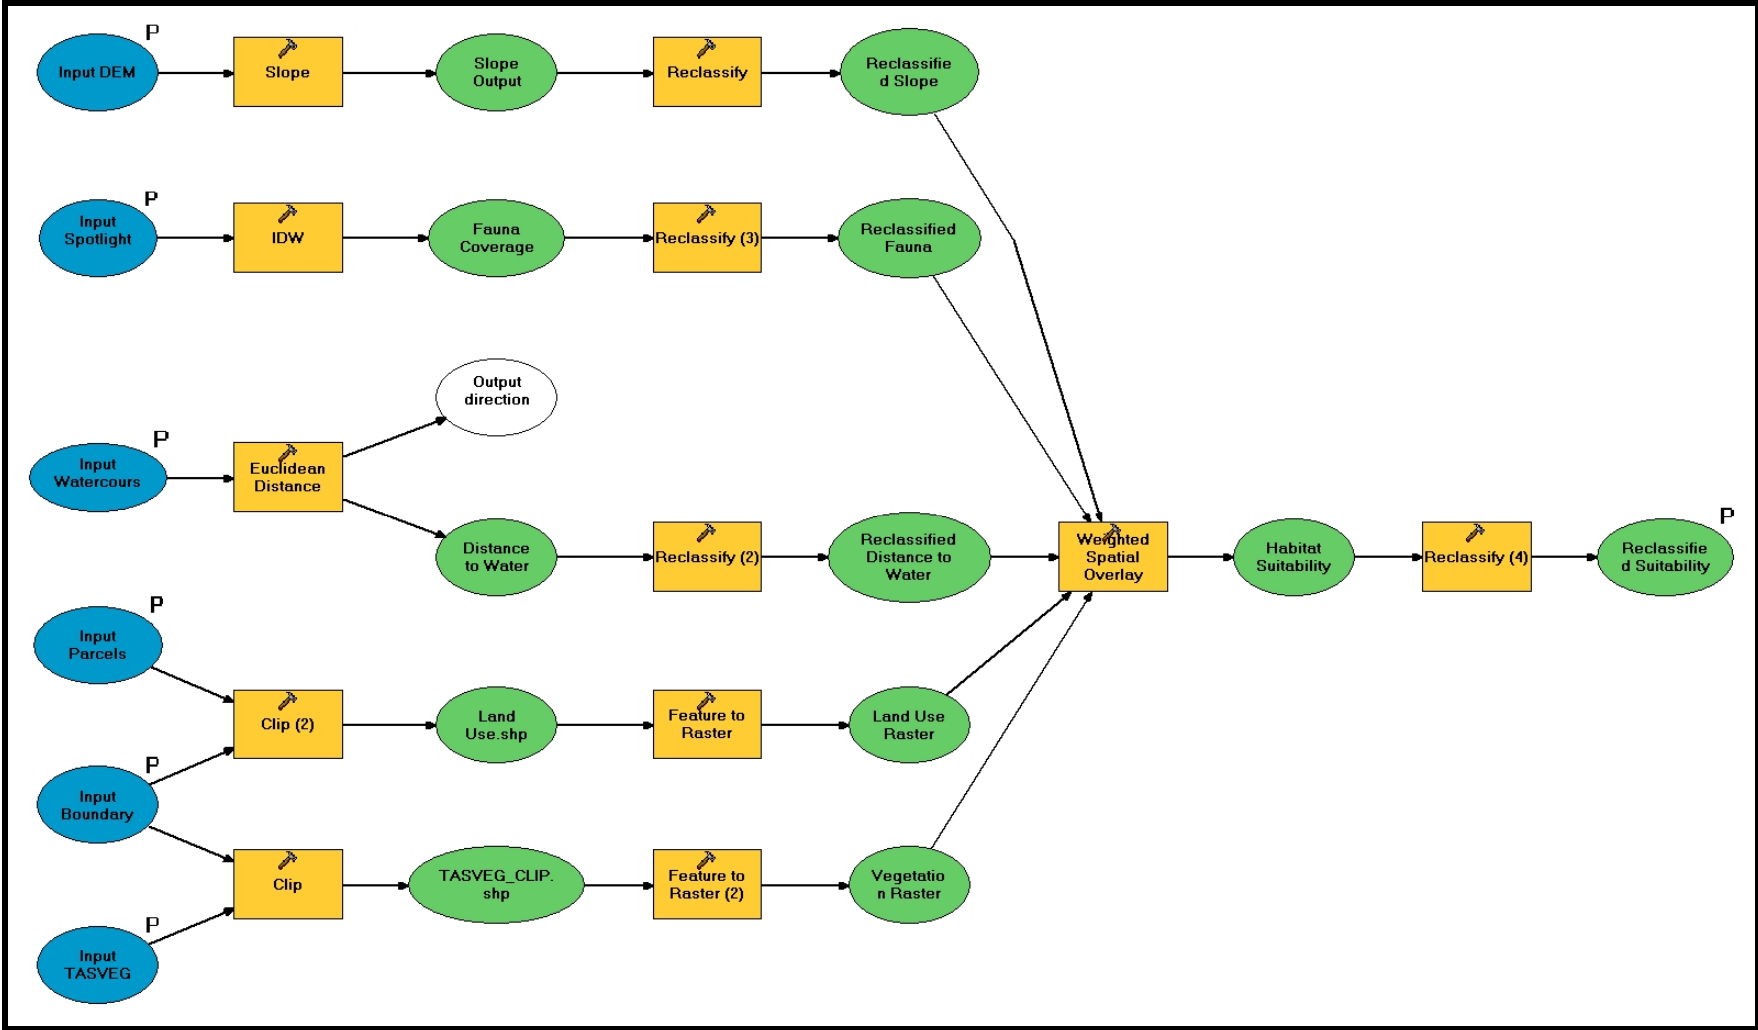 P
Input DEM
Slope
Slope
Output
Reclassify
Reclassifie
d Slope
P
Input
Spotlight
IDW
Fauna
Coverage
Reclassify (3)
Reclassified
Fauna
Output
direction
P
Input
Watercours
Euclidean
Distance
Distance
to Water
Reclassify (2)
Reclassified
Distance to
Water
Weighted
Spatial
Overlay
Habitat
Suitability
Reclassify (4)
P
Reclassifie
d Suitability
P
Input
Parcels
Clip (2)
Land
Use.shp
Feature to
Raster
Land Use
Raster
P
Input
Boundary
Clip
TASVEG_CLIP.
shp
Feature to
Raster (2)
Vegetatio
n Raster
P
Input
TASVEG